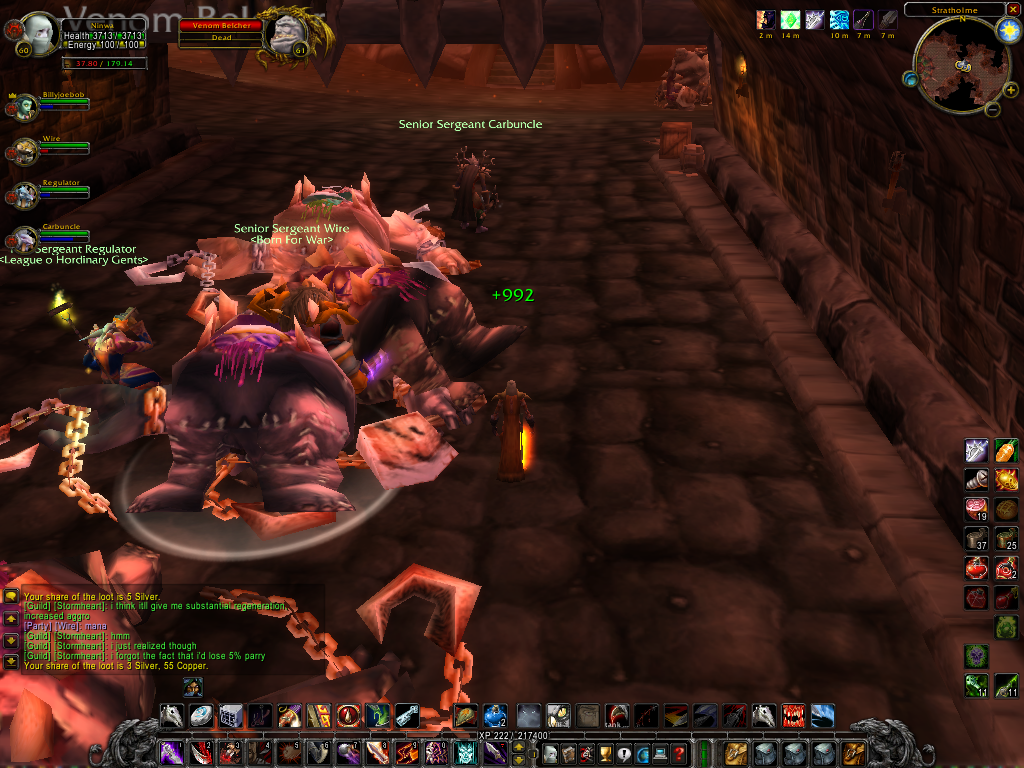 Venom Belcher
Ninwa
Health 3713 / 3713
Energy 100 / 100
60
37.80 / 179.14
Venom Belcher
Dead
61
2 m
14 m
10 m
7 m
7 m
Stratholme
N
Billyjoebob
Wire
Regulator
Carbuncle
Senior Sergeant Carbuncle
Senior Sergeant Wire
<Born For War>
Sergeant Regulator
<League o Hordinary Gents>
+992
Your share of the loot is 5 Silver.
[Guild] [Stormheart]: i think itll give me substantial regeneration,
increased aggro
[Party] [Wire]: mana
[Guild] [Stormheart]: hmm
[Guild] [Stormheart]: i just realized though
[Guild] [Stormheart]: i forgot the fact that i'd lose 5% parry
Your share of the loot is 3 Silver, 55 Copper.
19
37
25
2
11
11
2
tank
XP 222 / 217400